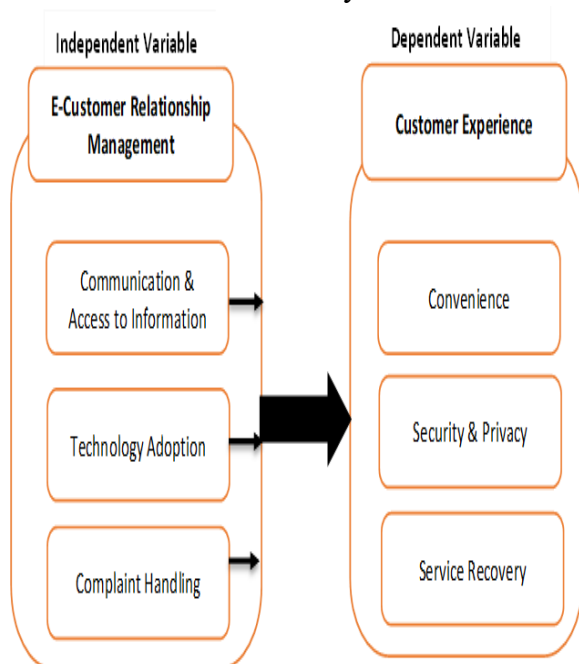 Independent Variable
E-Customer Relationship
Management
Communication &
Access to Information
Technology Adoption
Complaint Handling
Dependent Variable
Customer Experience
Convenience
Security & Privacy
Service Recovery